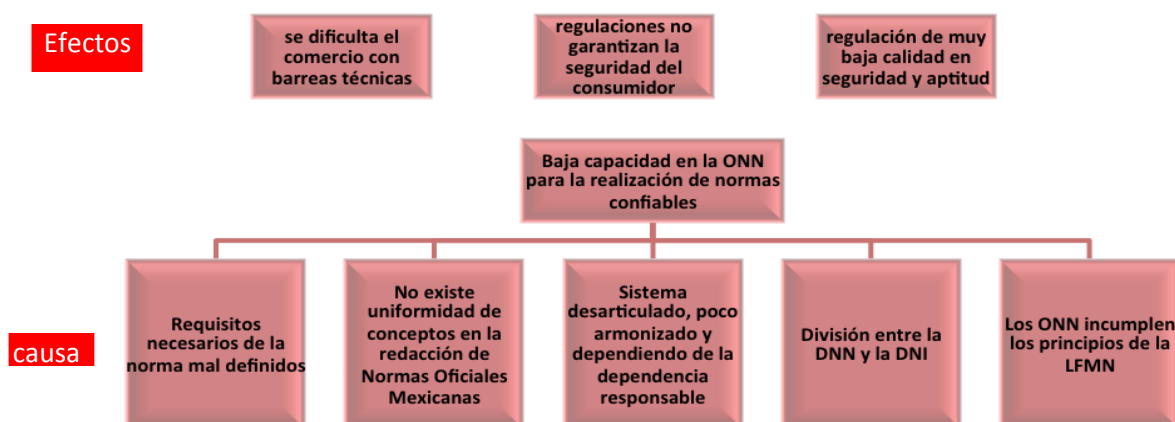 Efectos
se dificulta el
comercio con
barreas técnicas
regulaciones no
garantizan la
seguridad del
consumidor
regulación de muy
baja calidad en
seguridad y aptitud
Baja capacidad en la ONN
para la realización de normas
confiables
causa
Requisitos
necesarios de la
norma mal definidos
No existe
uniformidad de
conceptos en la
redacción de
Normas Oficiales
Mexicanas
Sistema
desarticulado, poco
armonizado y
dependiendo de la
dependencia
responsable
División entre la
DNN y la DNI
Los ONN incumplen
los principios de la
LFMN